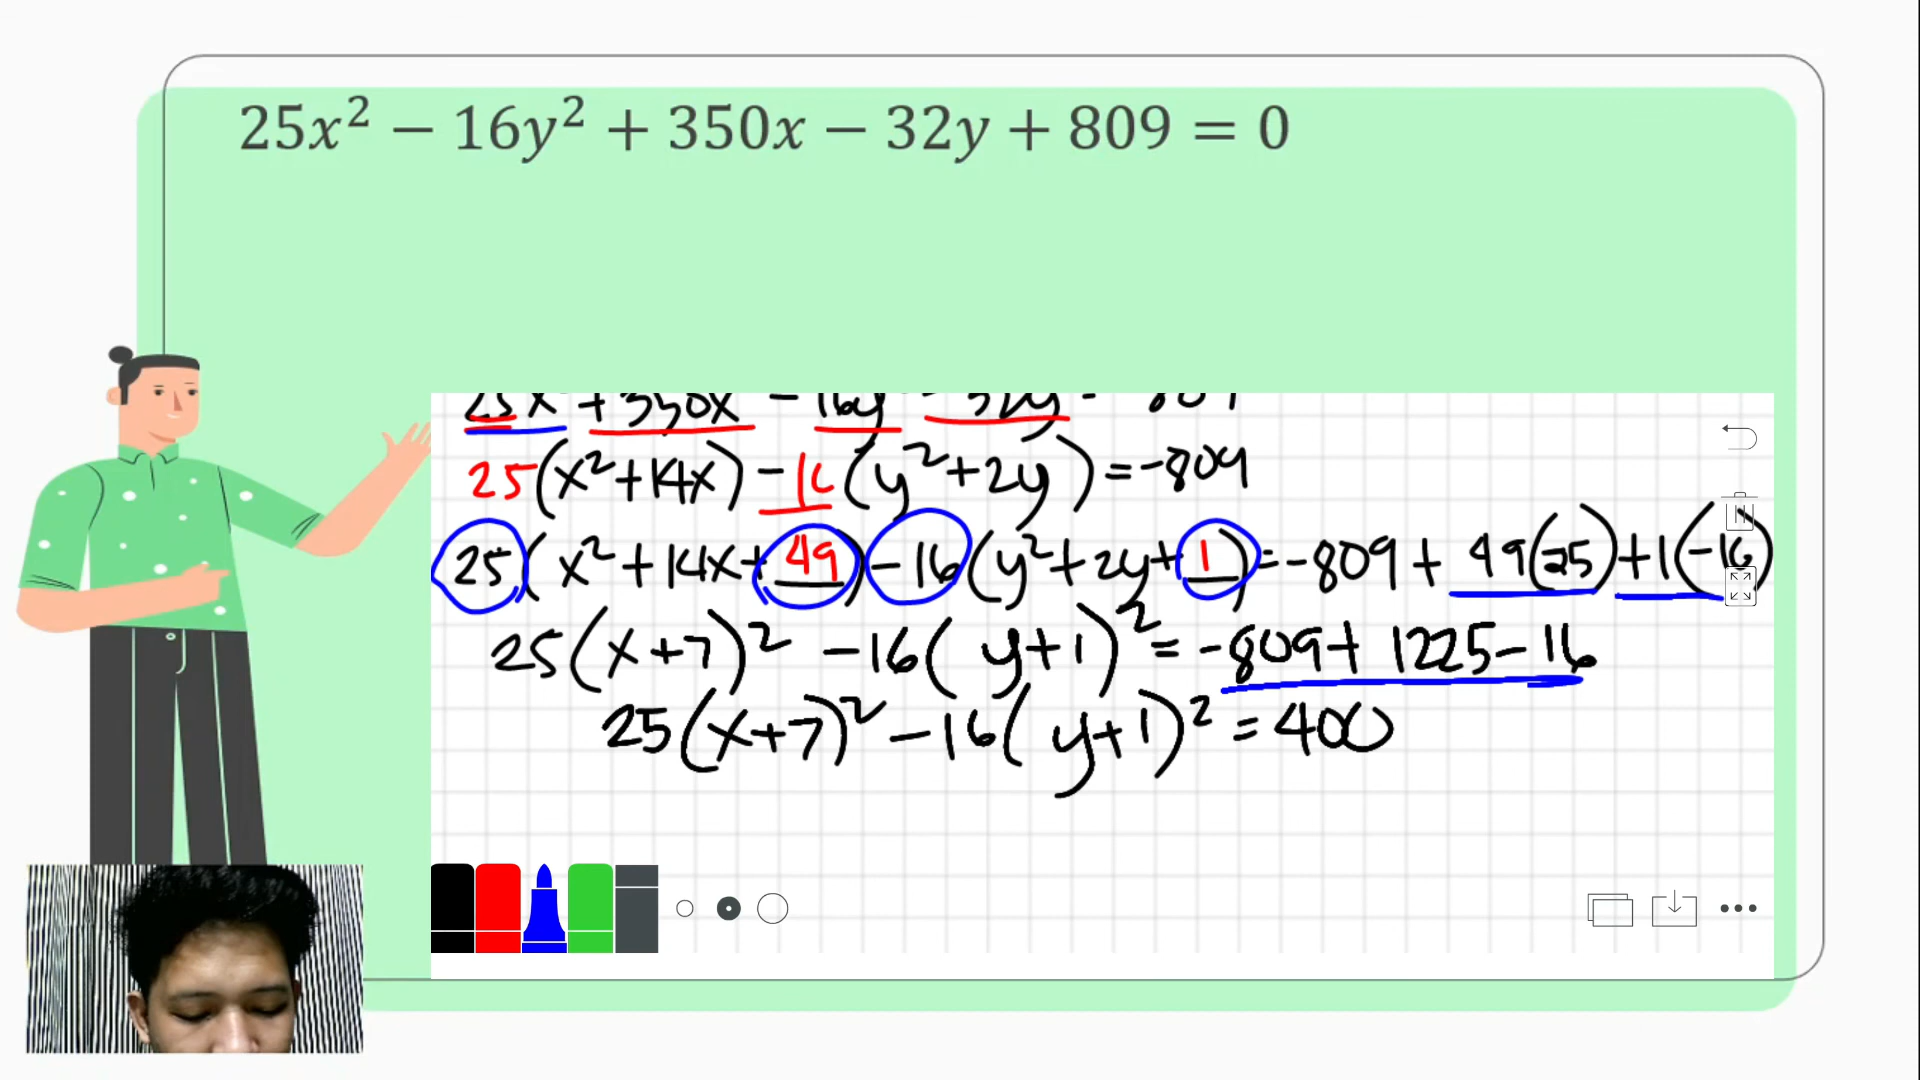 25x² − 16y² + 350x − 32y + 809 = 0
25(x²+14x) -16(y²+2y) = -809
25(x²+14x+49) -16(y²+2y+1) = -809 + 49(25) +1(-16)
25(x+7)² -16(y+1)² = -809 + 1225 - 16
25(x+7)² -16(y+1)² = 400